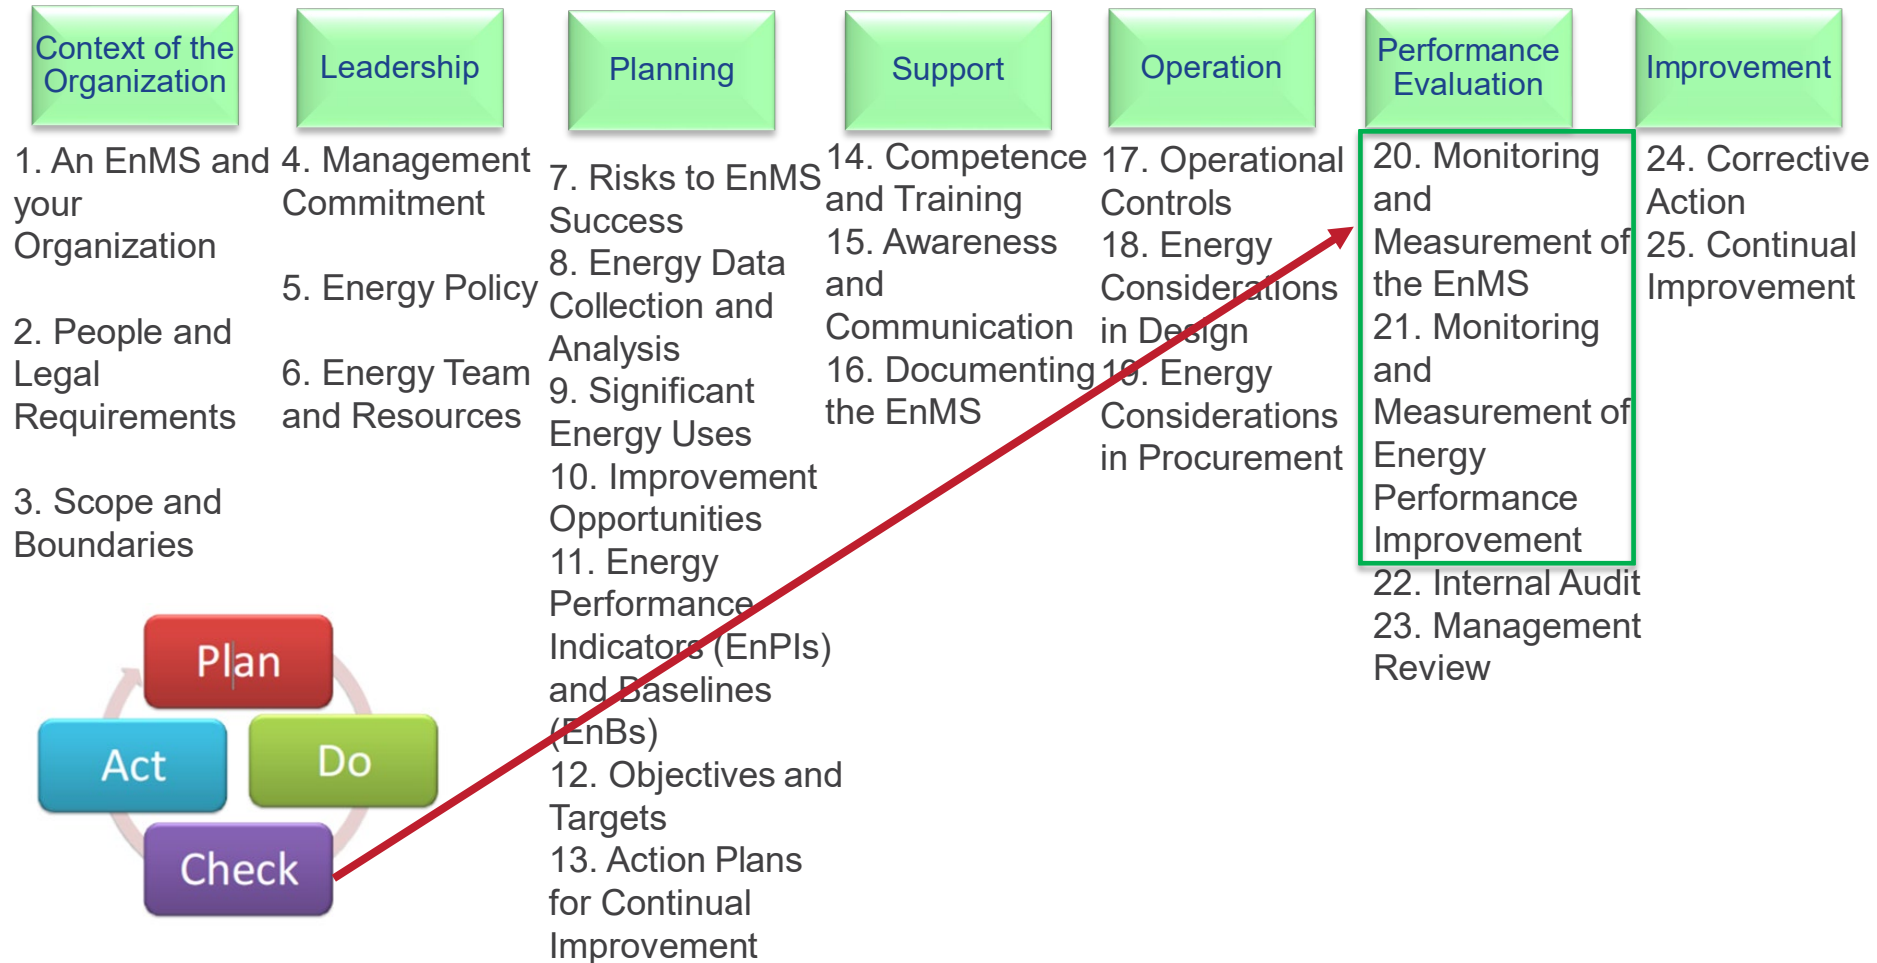 Context of the
Organization
1. An EnMS and
your
Organization
2. People and
Legal
Requirements
3. Scope and
Boundaries
Leadership
4. Management
Commitment
5. Energy Policy
6. Energy Team
and Resources
Planning
7. Risks to EnMS
Success
8. Energy Data
Collection and
Analysis
9. Significant
Energy Uses
10. Improvement
Opportunities
11. Energy
Performance
Indicators (EnPIs)
and Baselines
(EnBs)
12. Objectives and
Targets
13. Action Plans
for Continual
Improvement
Support
14. Competence
and Training
15. Awareness
and
Communication
16. Documenting
the EnMS
Operation
17. Operational
Controls
18. Energy
Considerations
in Design
19. Energy
Considerations
in Procurement
Performance
Evaluation
20. Monitoring
and
Measurement of
the EnMS
21. Monitoring
and
Measurement of
Energy
Performance
Improvement
22. Internal Audit
23. Management
Review
Improvement
24. Corrective
Action
25. Continual
Improvement
Plan
Do
Check
Act